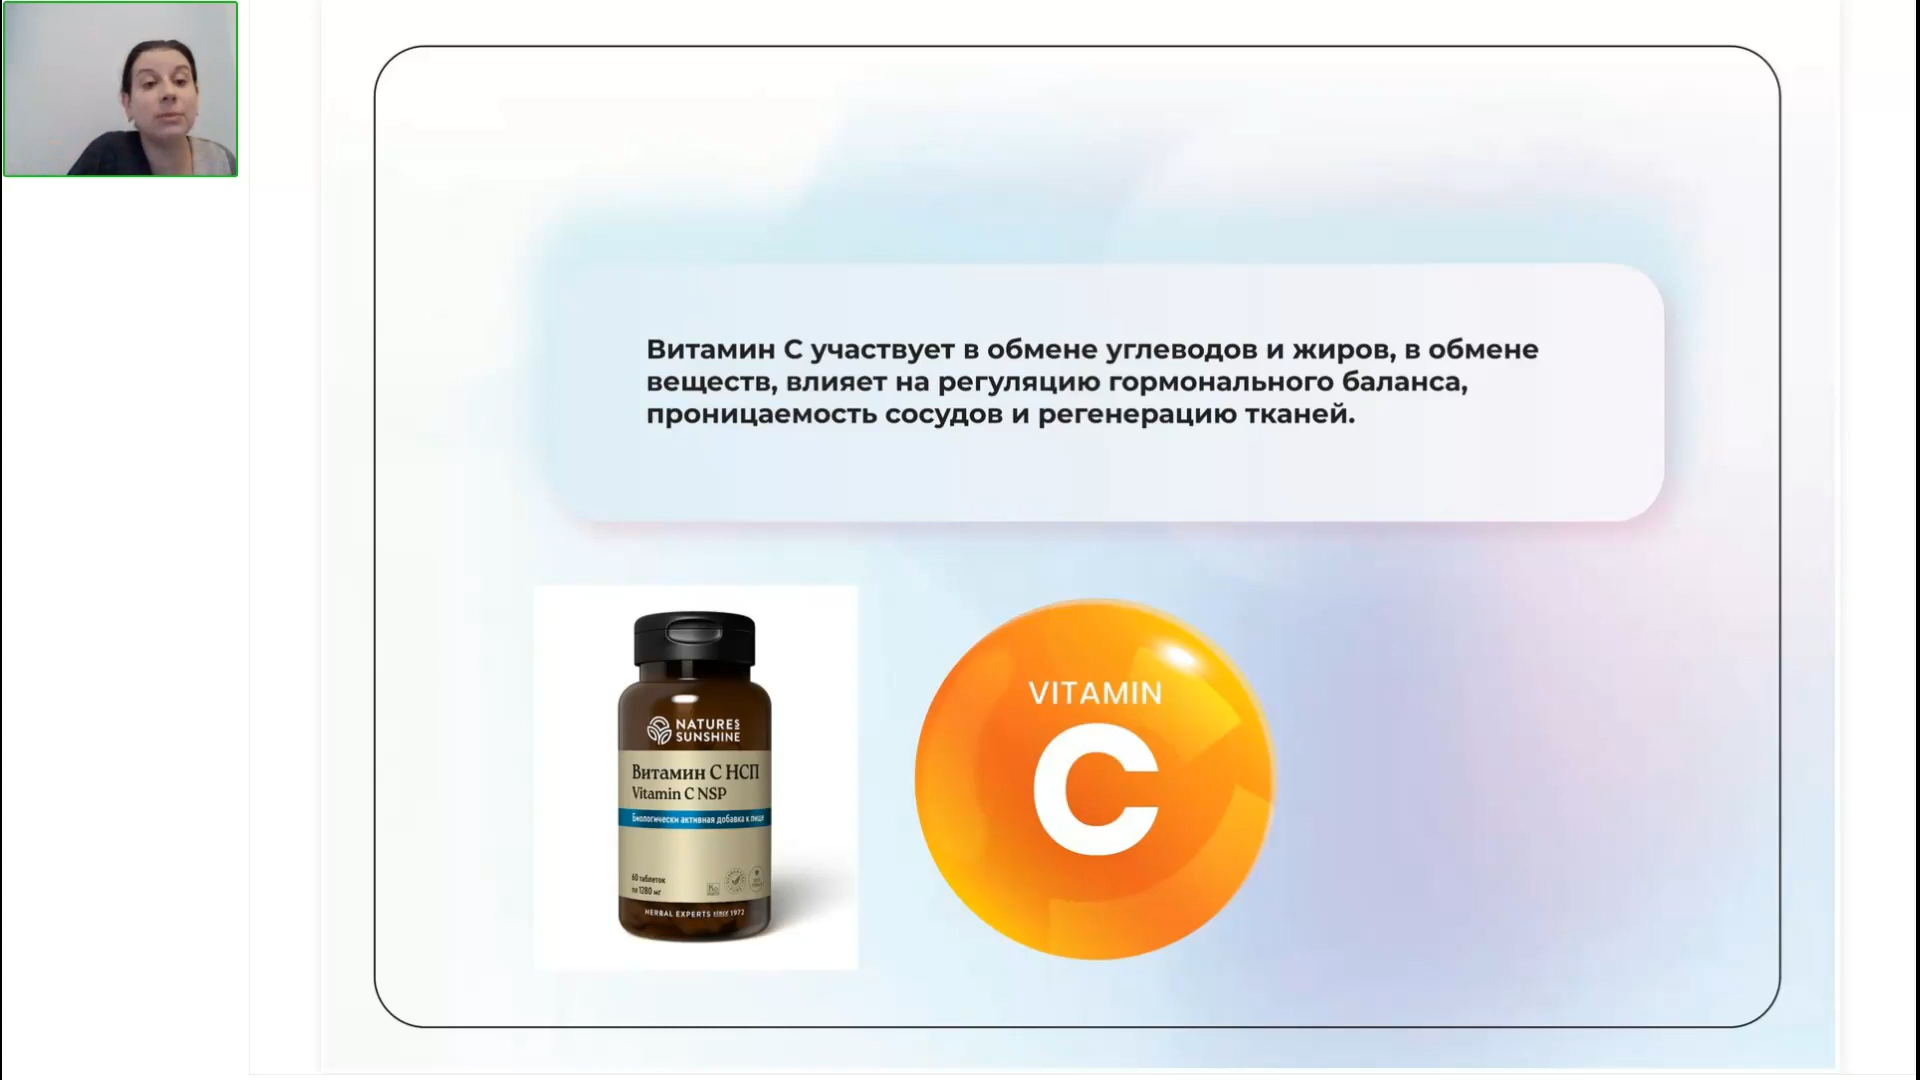 Витамин С участвует в обмене углеводов и жиров, в обмене
веществ, влияет на регуляцию гормонального баланса,
проницаемость сосудов и регенерацию тканей.
NATURE'S
SUNSHINE
Витамин С НСП
Vitamin C NSP
Биологически активная добавка к пище
60 таблеток
по 1280 мг
HERBAL EXPERTS SINCE 1972
VITAMIN
C